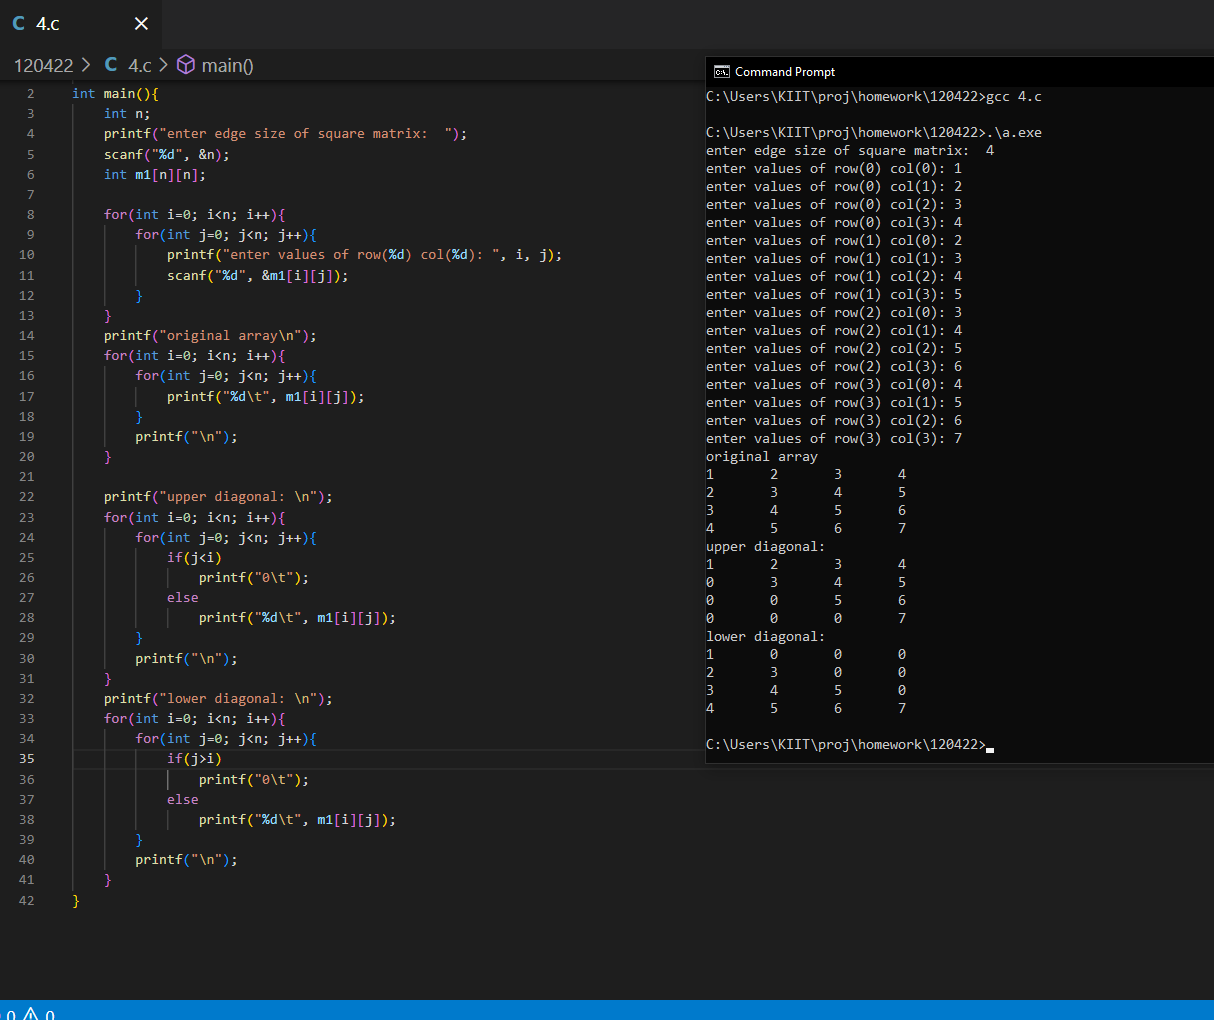 C 4.c ×
120422 > C 4.c > main()
2 int main(){
3     int n;
4     printf("enter edge size of square matrix:  ");
5     scanf("%d", &n);
6     int m1[n][n];
7
8     for(int i=0; i<n; i++){
9         for(int j=0; j<n; j++){
10             printf("enter values of row(%d) col(%d): ", i, j);
11             scanf("%d", &m1[i][j]);
12         }
13     }
14     printf("original array\n");
15     for(int i=0; i<n; i++){
16         for(int j=0; j<n; j++){
17             printf("%d\t", m1[i][j]);
18         }
19         printf("\n");
20     }
21
22     printf("upper diagonal: \n");
23     for(int i=0; i<n; i++){
24         for(int j=0; j<n; j++){
25             if(j<i)
26                 printf("0\t");
27             else
28                 printf("%d\t", m1[i][j]);
29         }
30         printf("\n");
31     }
32     printf("lower diagonal: \n");
33     for(int i=0; i<n; i++){
34         for(int j=0; j<n; j++){
35             if(j>i)
36                 printf("0\t");
37             else
38                 printf("%d\t", m1[i][j]);
39         }
40         printf("\n");
41     }
42 }
Command Prompt
C:\Users\KIIT\proj\homework\120422>gcc 4.c
C:\Users\KIIT\proj\homework\120422>.\a.exe
enter edge size of square matrix:  4
enter values of row(0) col(0): 1
enter values of row(0) col(1): 2
enter values of row(0) col(2): 3
enter values of row(0) col(3): 4
enter values of row(1) col(0): 2
enter values of row(1) col(1): 3
enter values of row(1) col(2): 4
enter values of row(1) col(3): 5
enter values of row(2) col(0): 3
enter values of row(2) col(1): 4
enter values of row(2) col(2): 5
enter values of row(2) col(3): 6
enter values of row(3) col(0): 4
enter values of row(3) col(1): 5
enter values of row(3) col(2): 6
enter values of row(3) col(3): 7
original array
1 2 3 4
2 3 4 5
3 4 5 6
4 5 6 7
upper diagonal:
1 2 3 4
0 3 4 5
0 0 5 6
0 0 0 7
lower diagonal:
1 0 0 0
2 3 0 0
3 4 5 0
4 5 6 7
C:\Users\KIIT\proj\homework\120422>
0 0